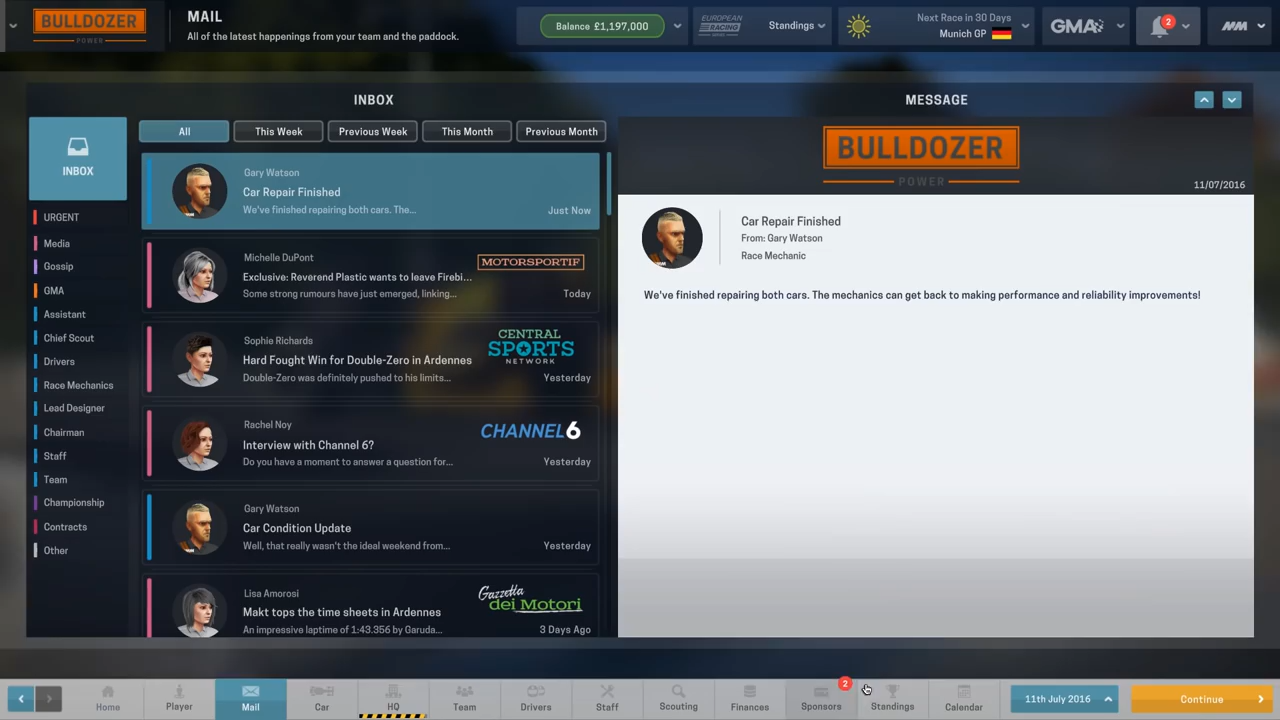 BULLDOZER
POWER
MAIL
All of the latest happenings from your team and the paddock.
Balance £1,197,000
EUROPEAN
RACING
SERIES
Standings
Next Race in 30 Days
Munich GP
GMA
2
INBOX
MESSAGE
INBOX
URGENT
Media
Gossip
GMA
Assistant
Chief Scout
Drivers
Race Mechanics
Lead Designer
Chairman
Staff
Team
Championship
Contracts
Other
All
This Week
Previous Week
This Month
Previous Month
Gary Watson
Car Repair Finished
We've finished repairing both cars. The...
Just Now
Michelle DuPont
MOTORSPORTIF
Exclusive: Reverend Plastic wants to leave Firebi...
Some strong rumours have just emerged, linking...
Today
Sophie Richards
CENTRAL
SPORTS
NETWORK
Hard Fought Win for Double-Zero in Ardennes
Double-Zero was definitely pushed to his limits...
Yesterday
Rachel Noy
CHANNEL6
Interview with Channel 6?
Do you have a moment to answer a question for...
Yesterday
Gary Watson
Car Condition Update
Well, that really wasn't the ideal weekend from...
Yesterday
Lisa Amorosi
Gazzetta
dei Motori
Makt tops the time sheets in Ardennes
An impressive laptime of 1:43.356 by Garuda...
3 Days Ago
BULLDOZER
POWER
11/07/2016
Car Repair Finished
From: Gary Watson
Race Mechanic
We've finished repairing both cars. The mechanics can get back to making performance and reliability improvements!
Home
Player
Mail
Car
HQ
Team
Drivers
Staff
Scouting
Finances
Sponsors
2
Standings
Calendar
11th July 2016
Continue